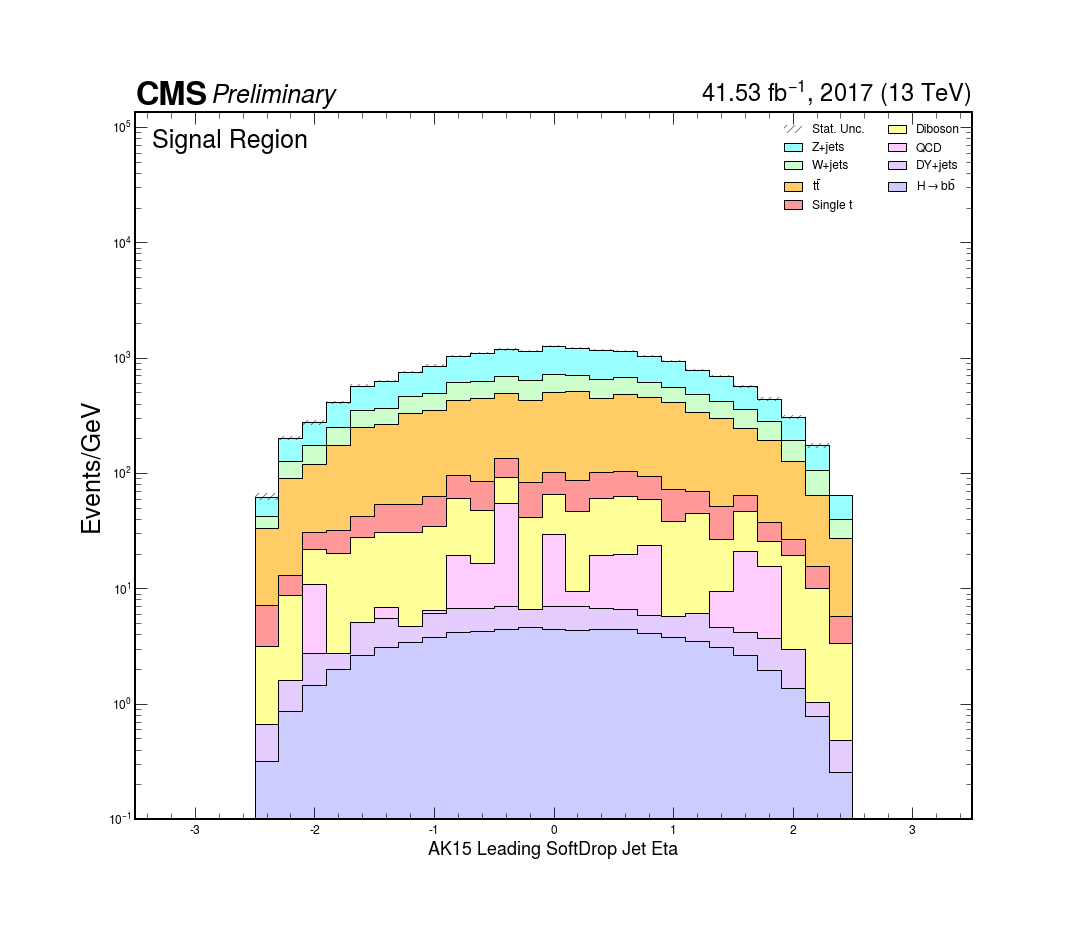 CMS Preliminary
41.53 fb⁻¹, 2017 (13 TeV)
Signal Region
Stat. Unc.
Z+jets
W+jets
tt̄
Single t
Diboson
QCD
DY+jets
H→bb̄
Events/GeV
10⁵
10⁴
10³
10²
10¹
10⁰
10⁻¹
-3 -2 -1 0 1 2 3
AK15 Leading SoftDrop Jet Eta